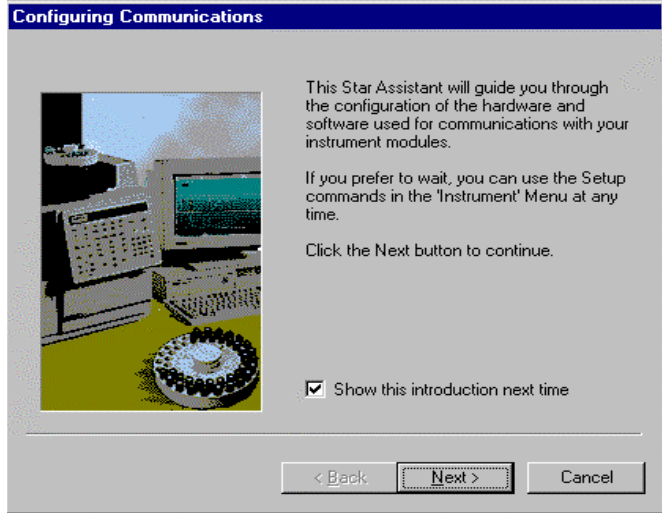 Configuring Communications
This Star Assistant will guide you through
the configuration of the hardware and
software used for communications with your
instrument modules.
If you prefer to wait, you can use the Setup
commands in the 'Instrument' Menu at any
time.
Click the Next button to continue.
Show this introduction next time
< Back
Next >
Cancel